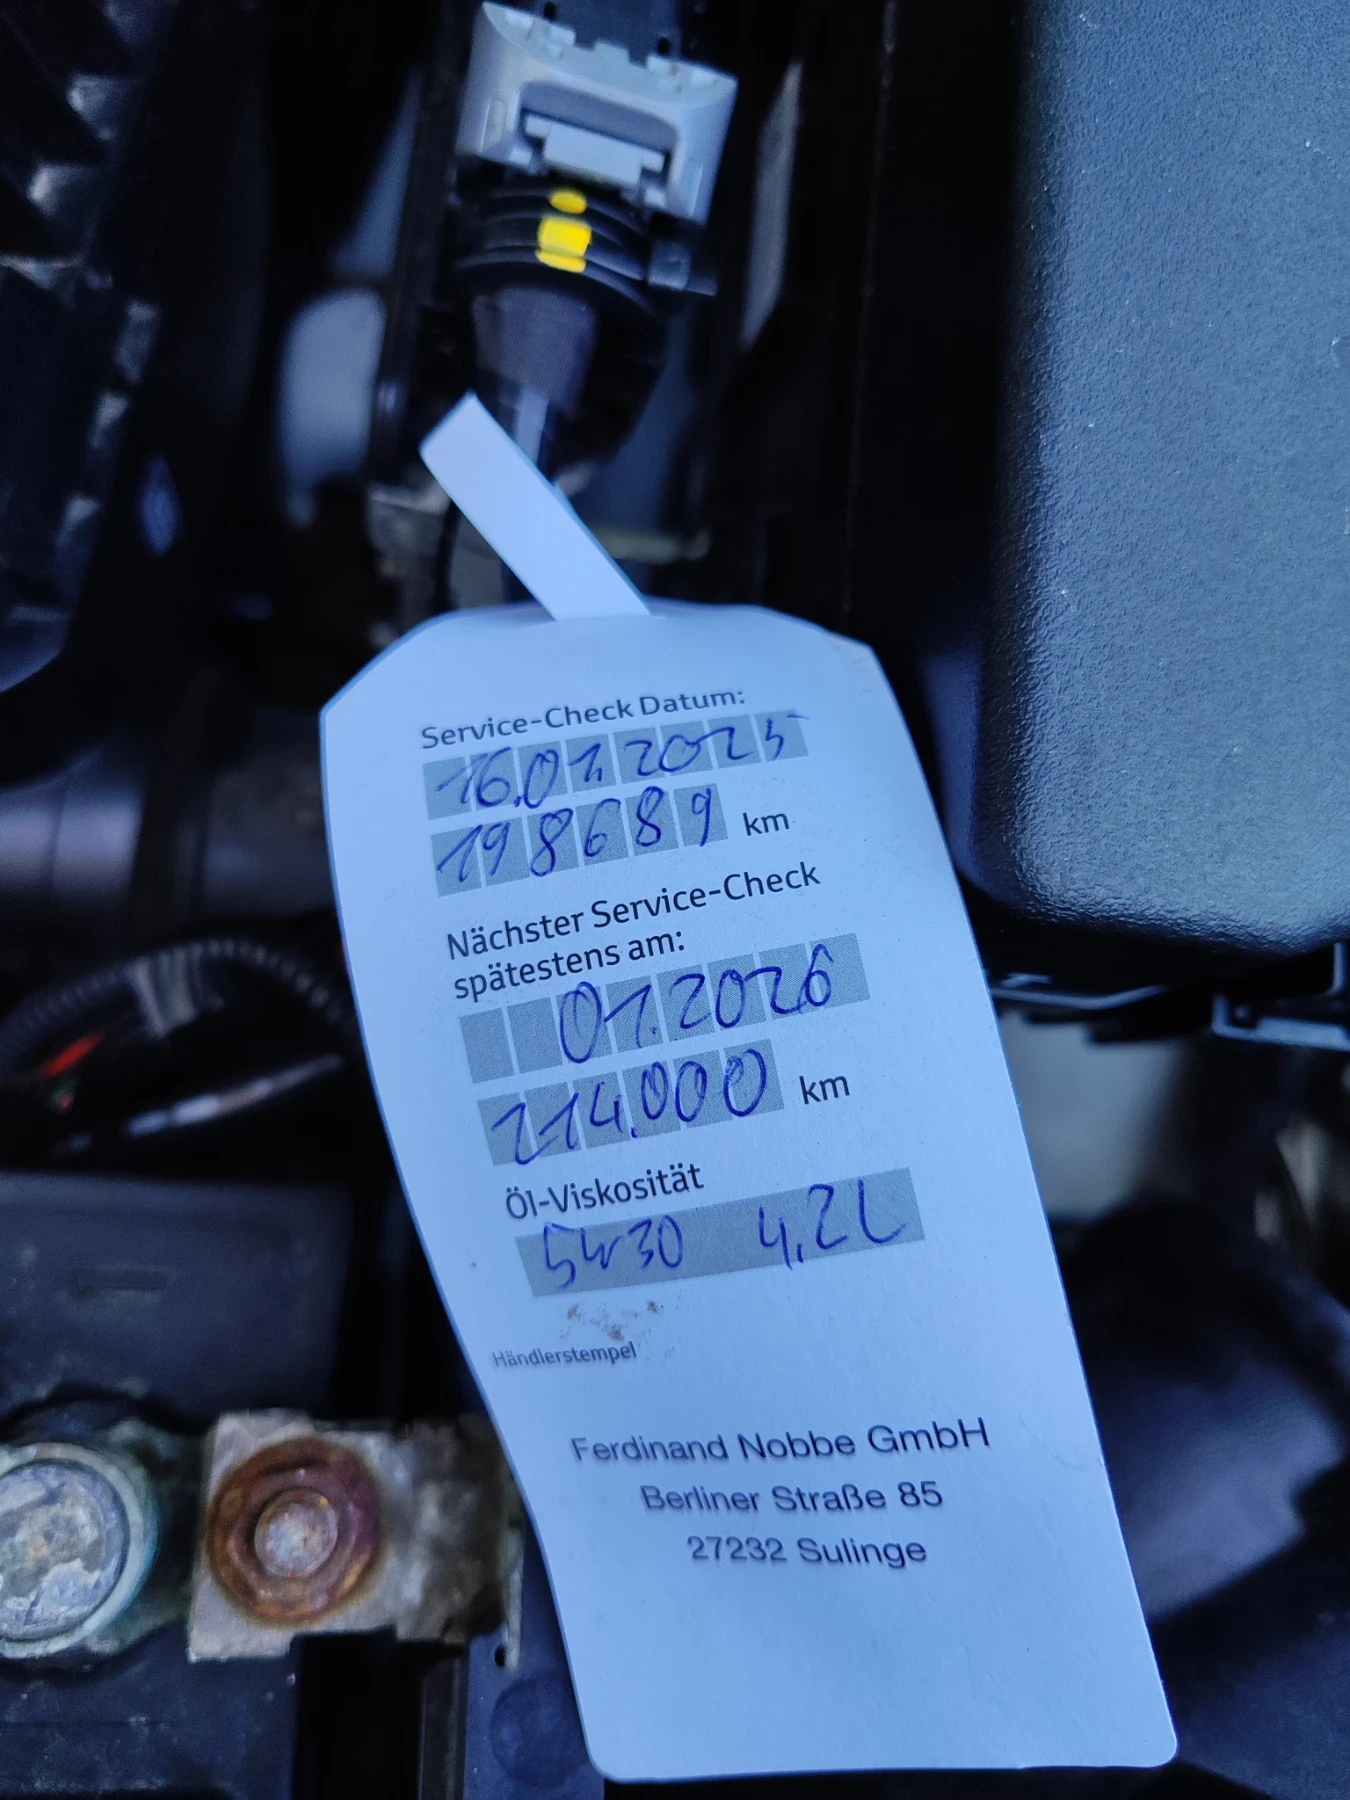 Service-Check Datum:
16.01.2025
198689 km
Nächster Service-Check
spätestens am:
01.2026
214.000 km
Öl-Viskosität
5w30 4,2L
Händlerstempel
Ferdinand Nobbe GmbH
Berliner Straße 85
27232 Sulinge